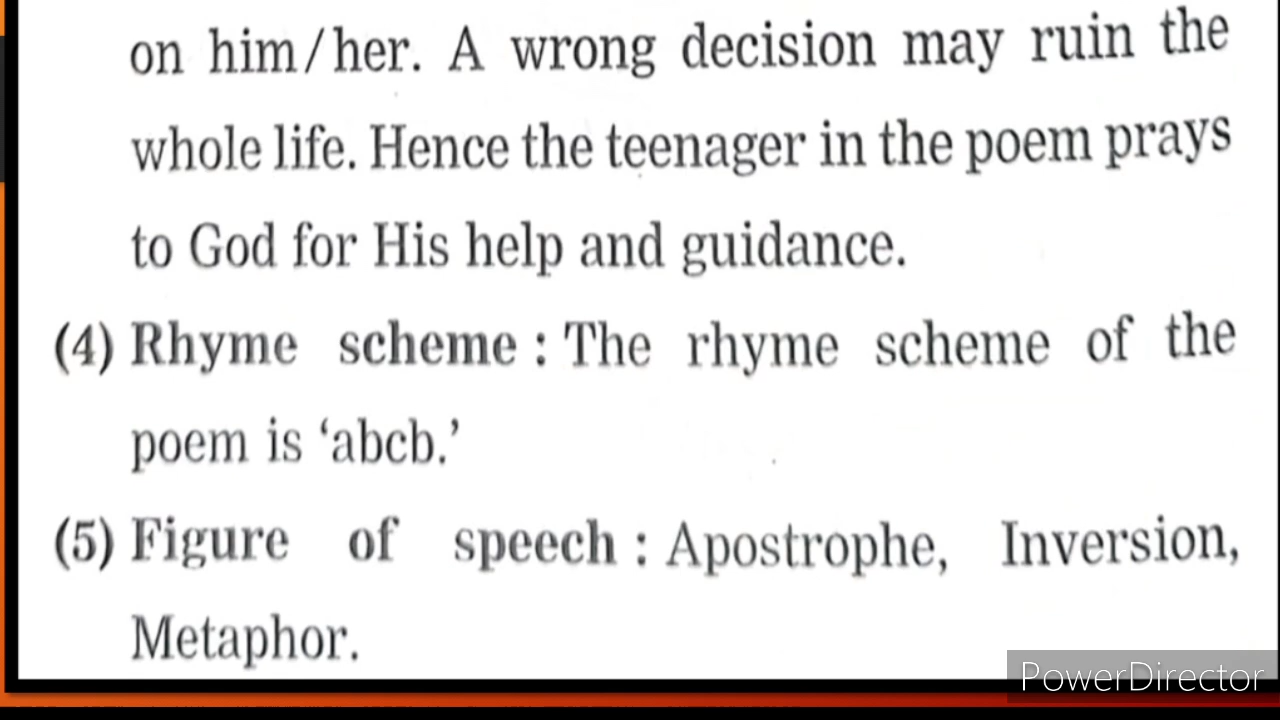 on him/her. A wrong decision may ruin the
whole life. Hence the teenager in the poem prays
to God for His help and guidance.
(4) Rhyme scheme : The rhyme scheme of the
poem is ‘abcb.’
(5) Figure of speech : Apostrophe, Inversion,
Metaphor.
PowerDirector